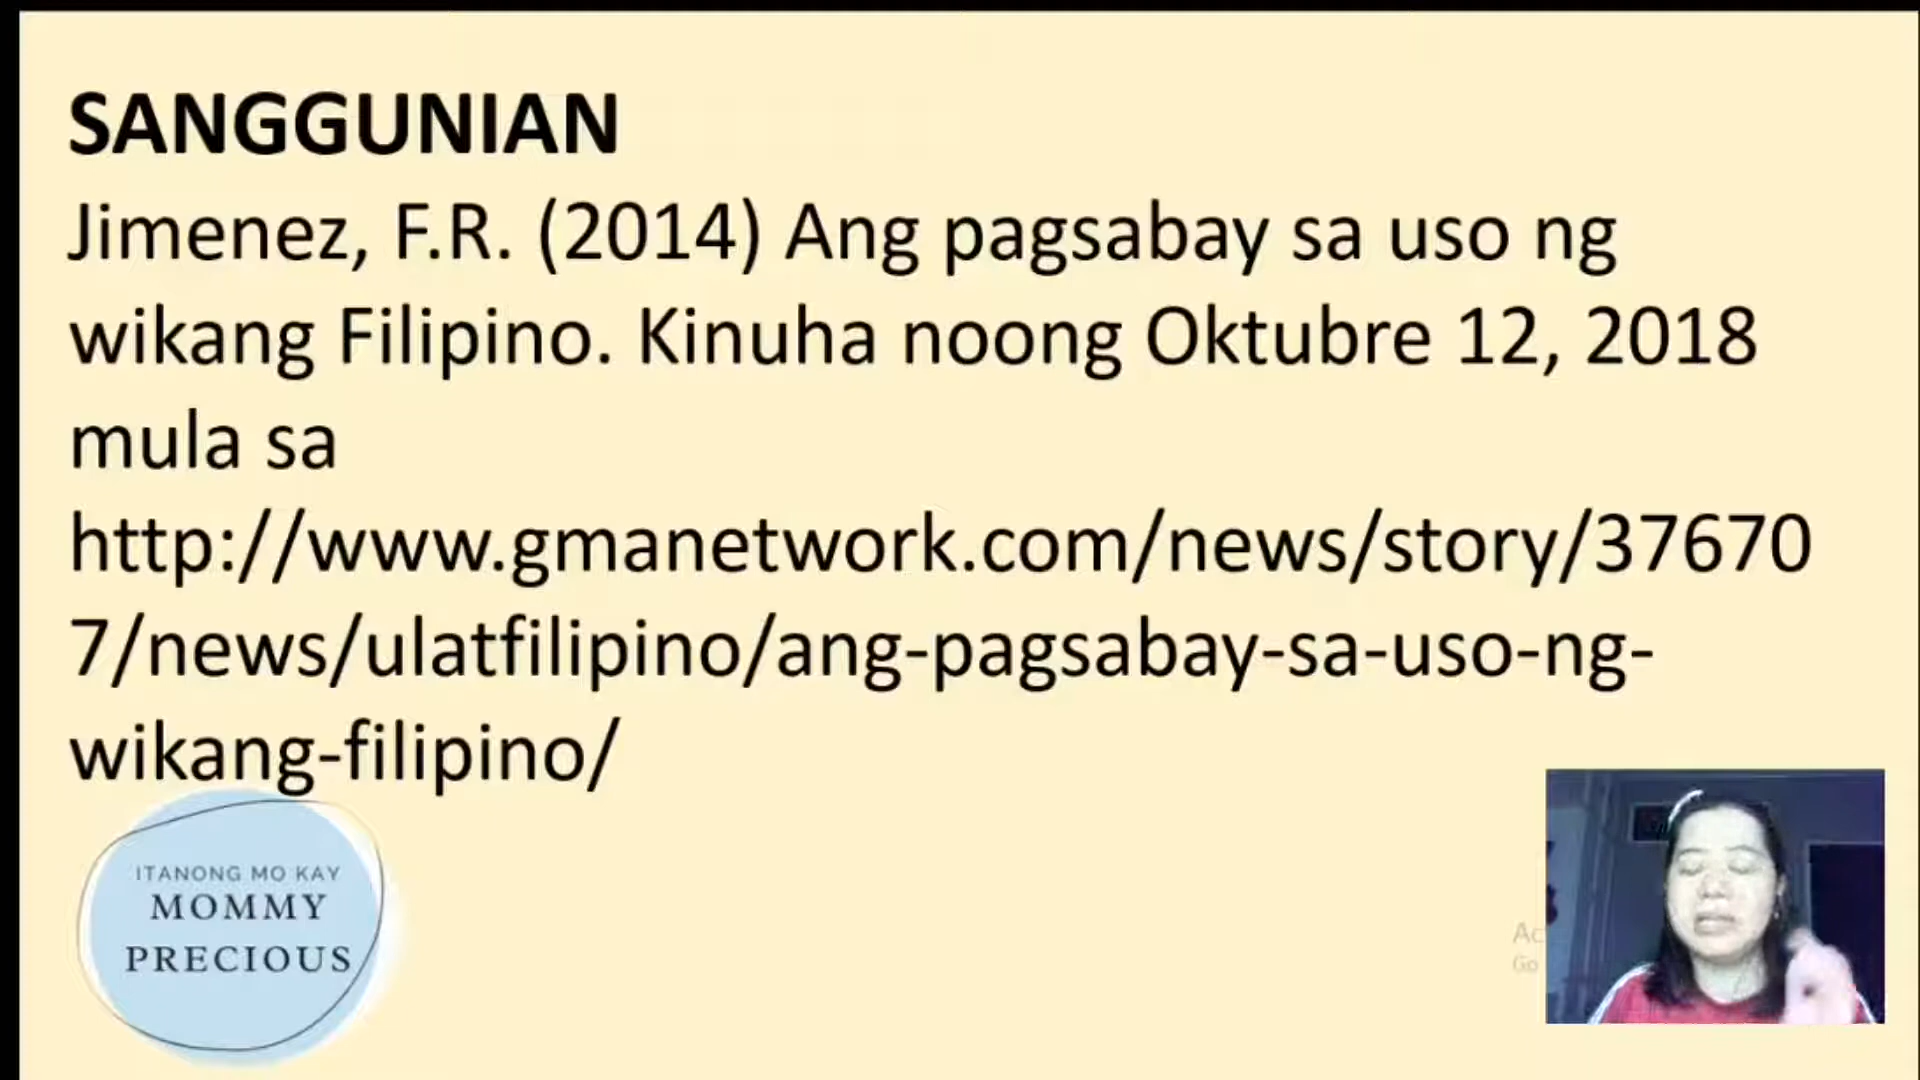 SANGGUNIAN
Jimenez, F.R. (2014) Ang pagsabay sa uso ng
wikang Filipino. Kinuha noong Oktubre 12, 2018
mula sa
http://www.gmanetwork.com/news/story/37670
7/news/ulatfilipino/ang-pagsabay-sa-uso-ng-
wikang-filipino/
ITANONG MO KAY
MOMMY
PRECIOUS
Go